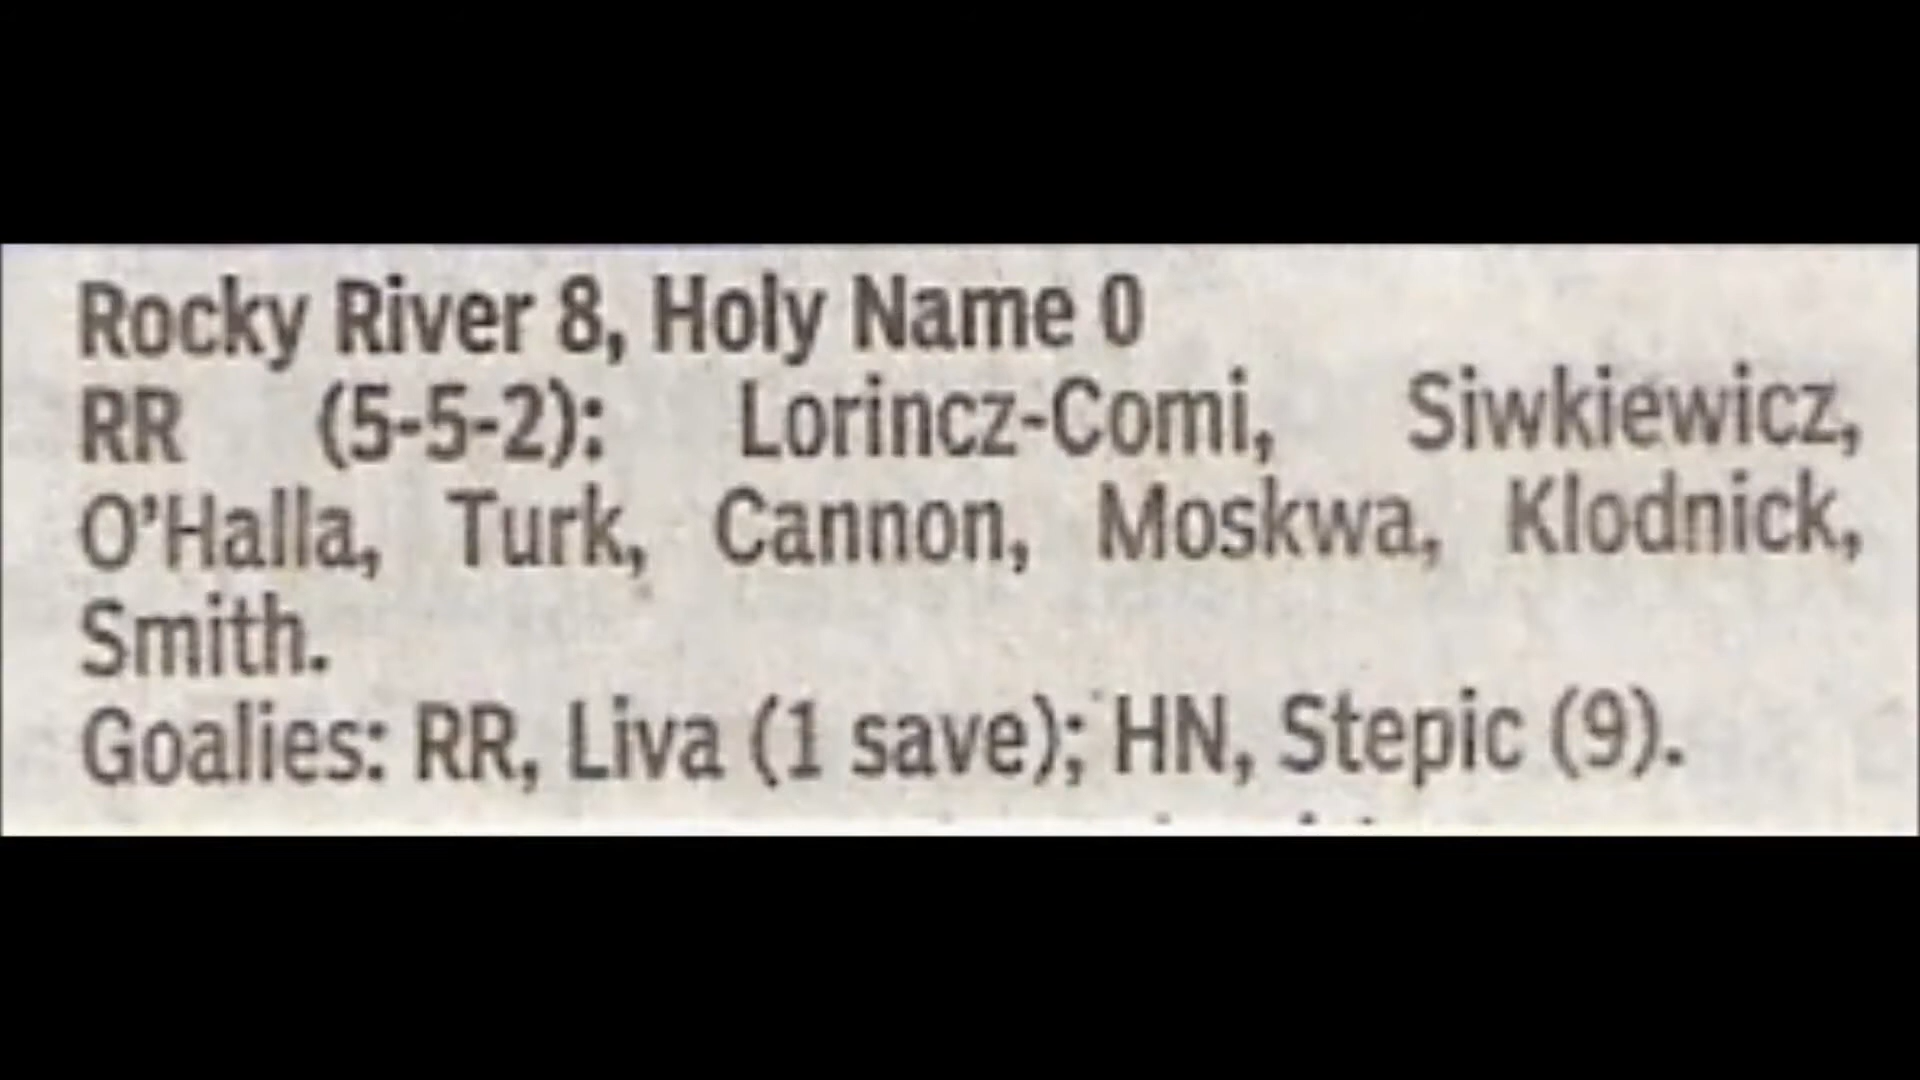 Rocky River 8, Holy Name 0
RR (5-5-2): Lorincz-Comi, Siwkiewicz,
O'Halla, Turk, Cannon, Moskwa, Klodnick,
Smith.
Goalies: RR, Liva (1 save); HN, Stepic (9).